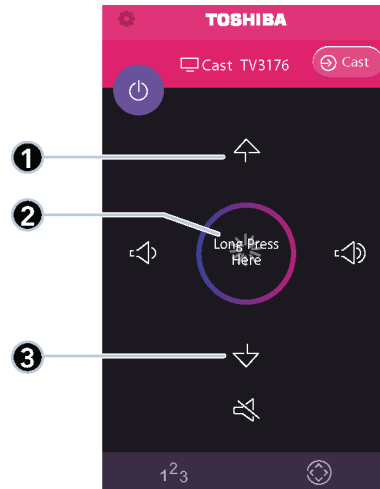 TOSHIBA
Cast TV3176
Cast
1
2
Long Press
Here
3
123